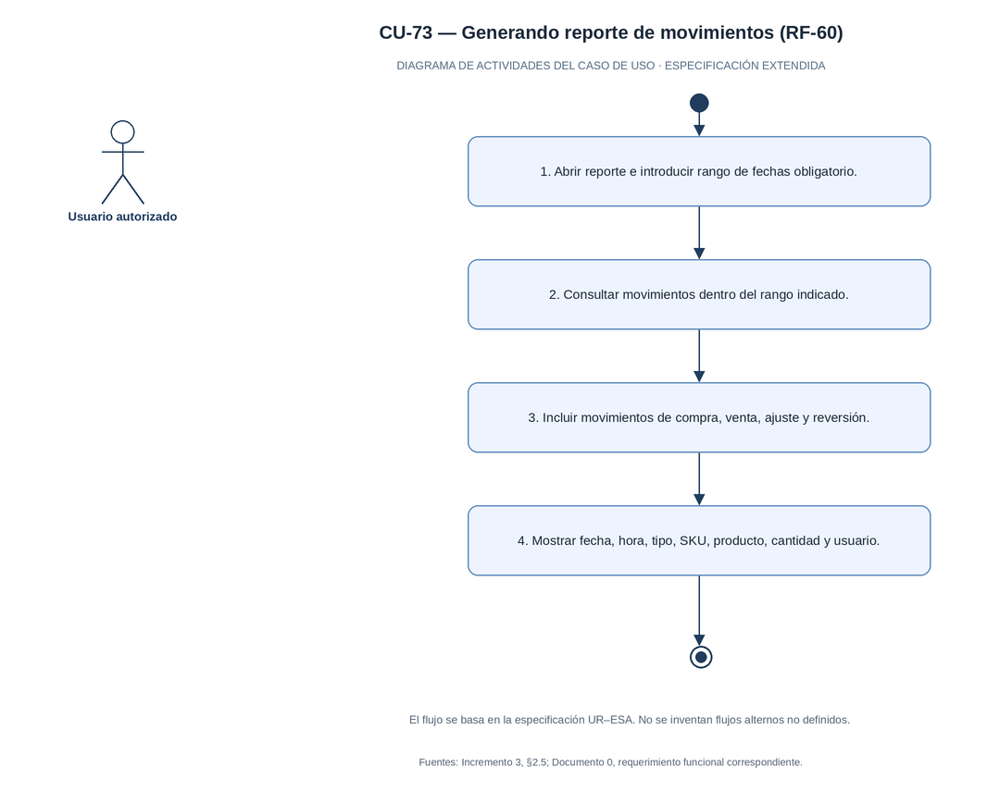 CU-73 — Generando reporte de movimientos (RF-60)
DIAGRAMA DE ACTIVIDADES DEL CASO DE USO · ESPECIFICACIÓN EXTENDIDA
Usuario autorizado
1. Abrir reporte e introducir rango de fechas obligatorio.
2. Consultar movimientos dentro del rango indicado.
3. Incluir movimientos de compra, venta, ajuste y reversión.
4. Mostrar fecha, hora, tipo, SKU, producto, cantidad y usuario.
El flujo se basa en la especificación UR–ESA. No se inventan flujos alternos no definidos.
Fuentes: Incremento 3, §2.5; Documento 0, requerimiento funcional correspondiente.